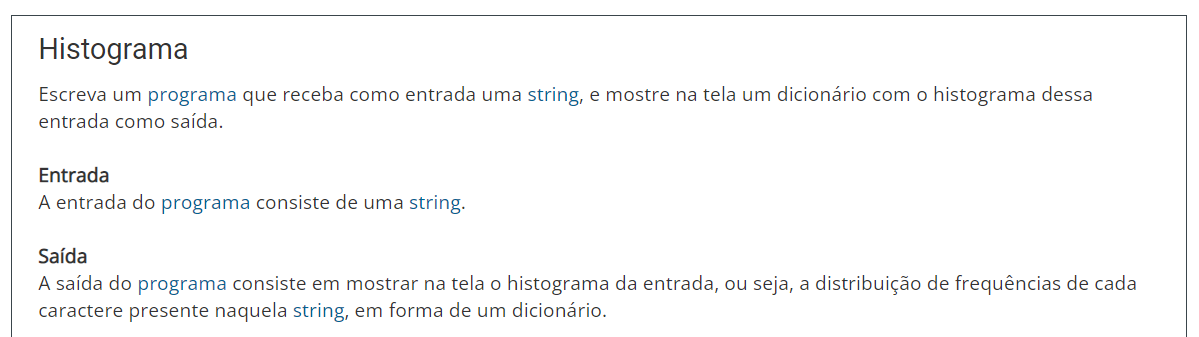 Histograma
Escreva um programa que receba como entrada uma string, e mostre na tela um dicionário com o histograma dessa
entrada como saída.
Entrada
A entrada do programa consiste de uma string.
Saída
A saída do programa consiste em mostrar na tela o histograma da entrada, ou seja, a distribuição de frequências de cada
caractere presente naquela string, em forma de um dicionário.